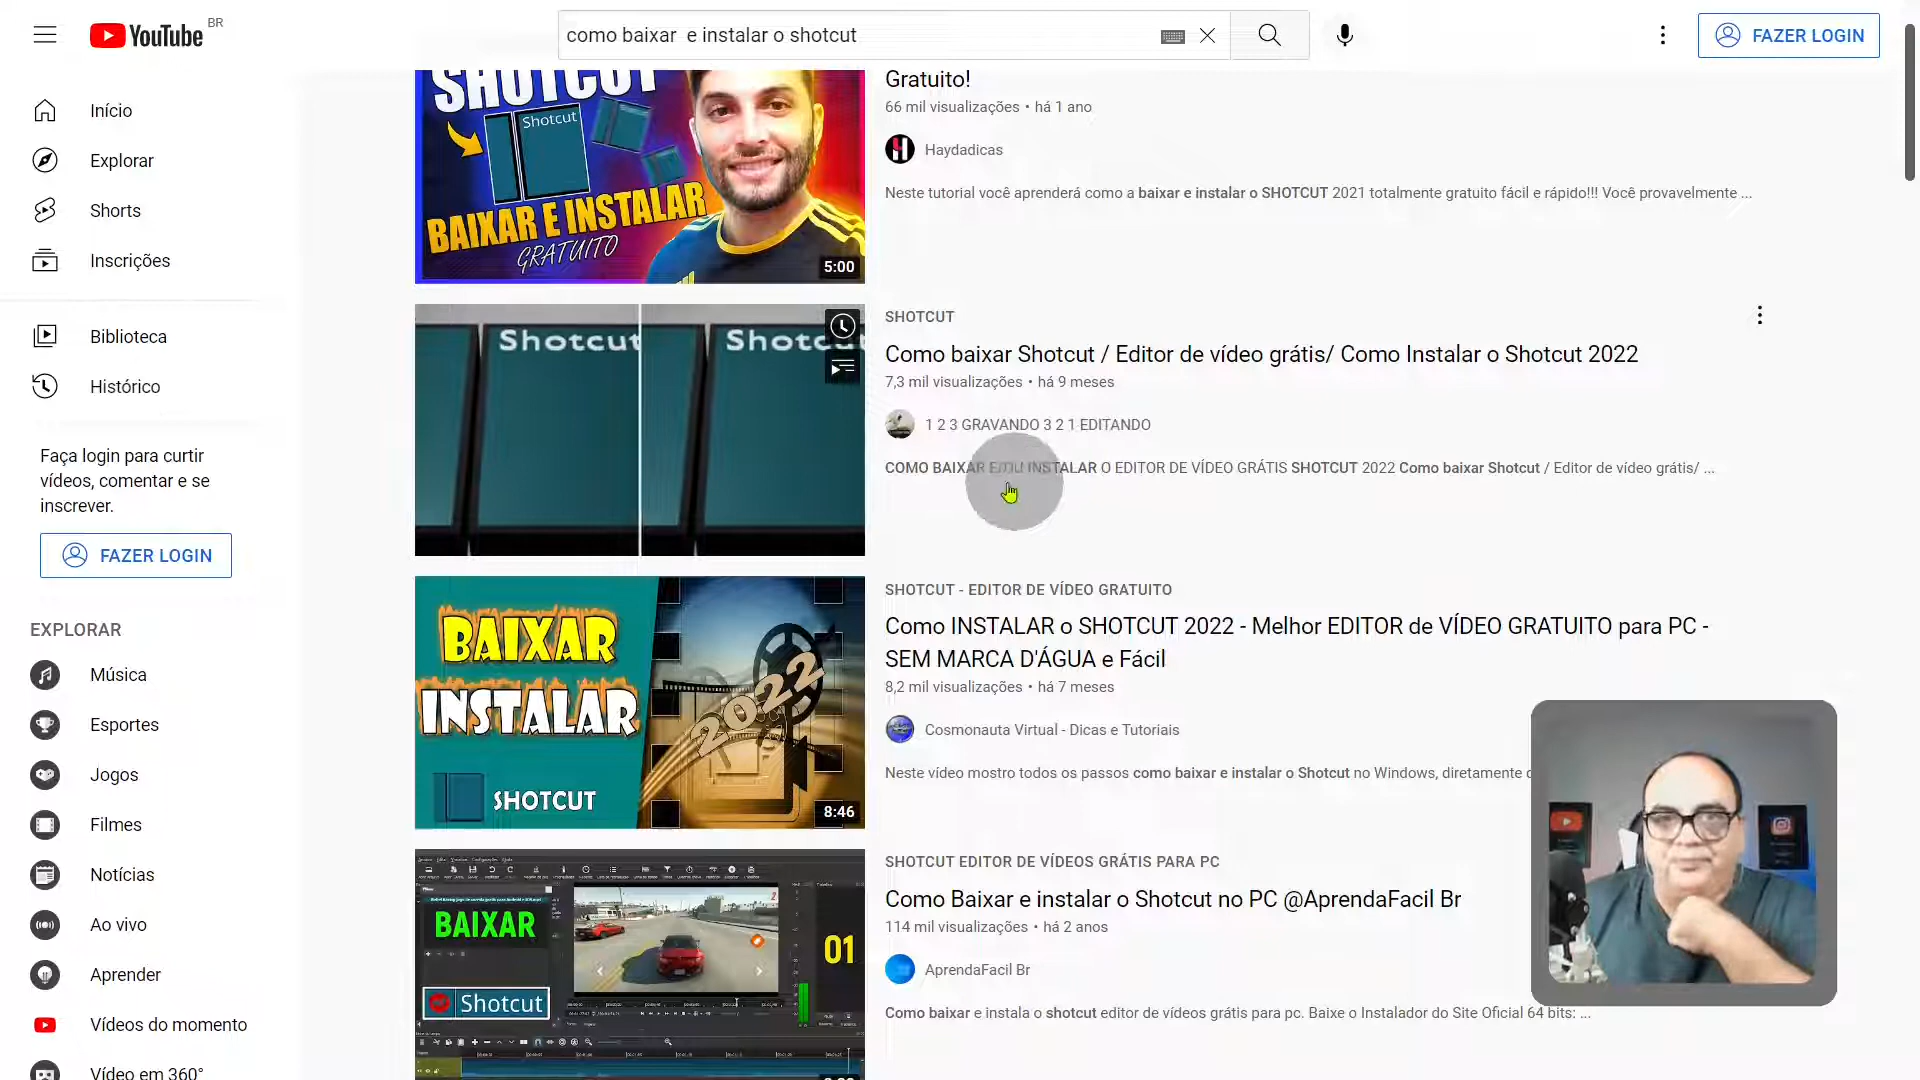 YouTube BR
como baixar  e instalar o shotcut
FAZER LOGIN
Início
Explorar
Shorts
Inscrições
Biblioteca
Histórico
Faça login para curtir
vídeos, comentar e se
inscrever.
FAZER LOGIN
EXPLORAR
Música
Esportes
Jogos
Filmes
Notícias
Ao vivo
Aprender
Vídeos do momento
Vídeo em 360°
SHOTCUT
Shotcut
BAIXAR E INSTALAR
GRATUITO
5:00
Gratuito!
66 mil visualizações • há 1 ano
Haydadicas
Neste tutorial você aprenderá como a baixar e instalar o SHOTCUT 2021 totalmente gratuito fácil e rápido!!! Você provavelmente ...
Shotcut
Shotcut
SHOTCUT
Como baixar Shotcut / Editor de vídeo grátis/ Como Instalar o Shotcut 2022
7,3 mil visualizações • há 9 meses
1 2 3 GRAVANDO 3 2 1 EDITANDO
COMO BAIXAR E/OU INSTALAR O EDITOR DE VÍDEO GRÁTIS SHOTCUT 2022 Como baixar Shotcut / Editor de vídeo grátis/ ...
BAIXAR
INSTALAR
2022
SHOTCUT
8:46
SHOTCUT - EDITOR DE VÍDEO GRATUITO
Como INSTALAR o SHOTCUT 2022 - Melhor EDITOR de VÍDEO GRATUITO para PC -
SEM MARCA D'ÁGUA e Fácil
8,2 mil visualizações • há 7 meses
Cosmonauta Virtual - Dicas e Tutoriais
Neste vídeo mostro todos os passos como baixar e instalar o Shotcut no Windows, diretamente
BAIXAR
01
Shotcut
SHOTCUT EDITOR DE VÍDEOS GRÁTIS PARA PC
Como Baixar e instalar o Shotcut no PC @AprendaFacil Br
114 mil visualizações • há 2 anos
AprendaFacil Br
Como baixar e instala o shotcut editor de vídeos grátis para pc. Baixe o Instalador do Site Oficial 64 bits: ...